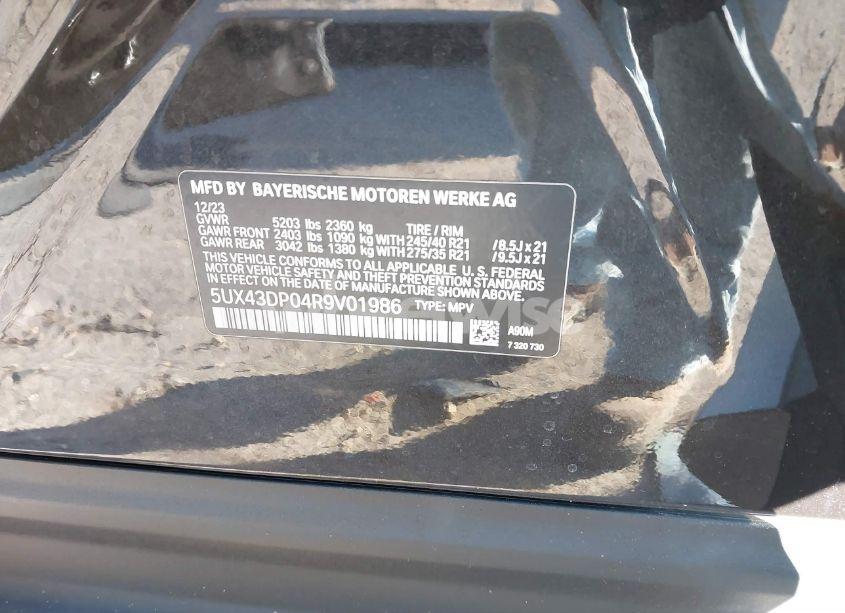 MFD BY BAYERISCHE MOTOREN WERKE AG
12/23
GVWR 5203 lbs 2360 kg TIRE / RIM
GAWR FRONT 2403 lbs 1090 kg WITH 245/40 R21 /8.5J x 21
GAWR REAR 3042 lbs 1380 kg WITH 275/35 R21 /9.5J x 21
THIS VEHICLE CONFORMS TO ALL APPLICABLE U. S. FEDERAL
MOTOR VEHICLE SAFETY, BUMPER, AND THEFT PREVENTION STANDARDS
IN EFFECT ON THE DATE OF MANUFACTURE SHOWN ABOVE.
5UX43DP04R9V01986 TYPE: MPV
A90M
7 320 730